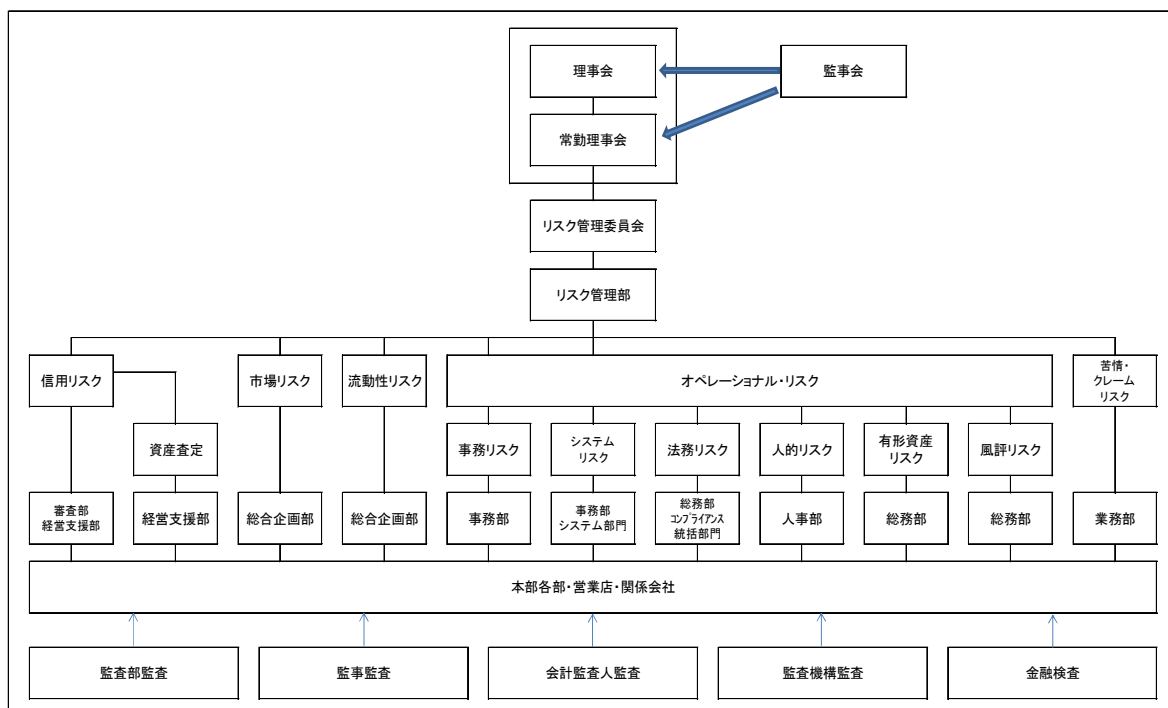 理事会
監事会
常勤理事会
リスク管理委員会
リスク管理部
信用リスク
市場リスク
流動性リスク
オペレーショナル・リスク
苦情・
クレーム
リスク
資産査定
事務リスク
システム
リスク
法務リスク
人的リスク
有形資産
リスク
風評リスク
審査部
経営支援部
経営支援部
総合企画部
総合企画部
事務部
事務部
システム部門
総務部
ｺﾝﾌﾟﾗｲｱﾝｽ
統括部門
人事部
総務部
総務部
業務部
本部各部・営業店・関係会社
監査部監査
監事監査
会計監査人監査
監査機構監査
金融検査